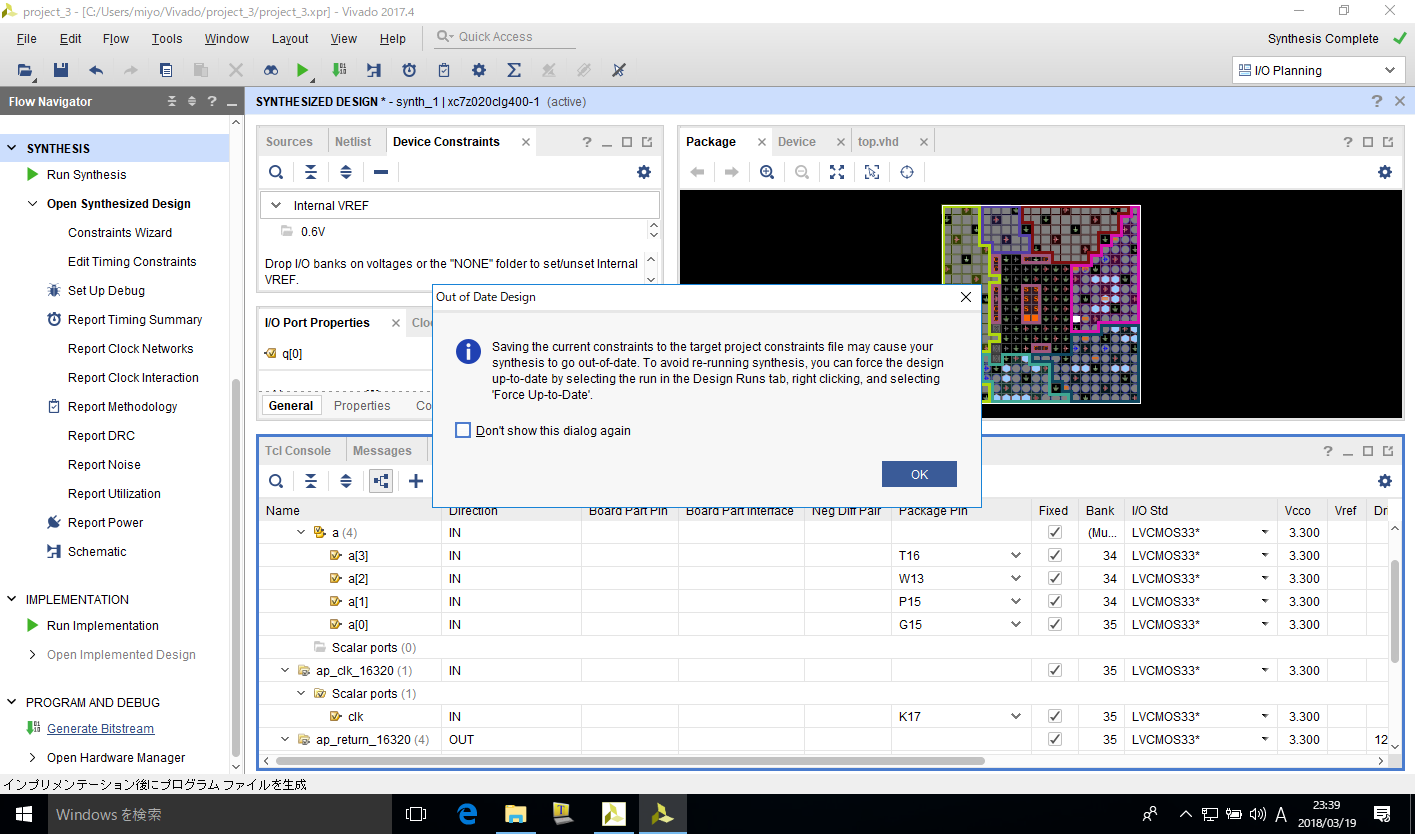 project_3 - [C:/Users/miyo/Vivado/project_3/project_3.xpr] - Vivado 2017.4
File Edit Flow Tools Window Layout View Help
Quick Access
Synthesis Complete
I/O Planning
Flow Navigator
SYNTHESIZED DESIGN * - synth_1 | xc7z020clg400-1 (active)
SYNTHESIS
Run Synthesis
Open Synthesized Design
Constraints Wizard
Edit Timing Constraints
Set Up Debug
Report Timing Summary
Report Clock Networks
Report Clock Interaction
Report Methodology
Report DRC
Report Noise
Report Utilization
Report Power
Schematic
IMPLEMENTATION
Run Implementation
Open Implemented Design
PROGRAM AND DEBUG
Generate Bitstream
Open Hardware Manager
Sources Netlist Device Constraints
Internal VREF
0.6V
Drop I/O banks on voltages or the "NONE" folder to set/unset Internal
VREF.
I/O Port Properties
q[0]
General Properties
Package Device top.vhd
Out of Date Design
Saving the current constraints to the target project constraints file may cause your
synthesis to go out-of-date. To avoid re-running synthesis, you can force the design
up-to-date by selecting the run in the Design Runs tab, right clicking, and selecting
'Force Up-to-Date'.
Don't show this dialog again
OK
Tcl Console Messages
Name Direction Board Part Pin Board Part Interface Neg Diff Pair Package Pin Fixed Bank I/O Std Vcco Vref Dr
a (4) IN (Mu... LVCMOS33* 3.300
a[3] IN T16 34 LVCMOS33* 3.300
a[2] IN W13 34 LVCMOS33* 3.300
a[1] IN P15 34 LVCMOS33* 3.300
a[0] IN G15 35 LVCMOS33* 3.300
Scalar ports (0)
ap_clk_16320 (1) IN 35 LVCMOS33* 3.300
Scalar ports (1)
clk IN K17 35 LVCMOS33* 3.300
ap_return_16320 (4) OUT 35 LVCMOS33* 3.300 12
インプリメンテーション後にプログラム ファイルを生成
Windows を検索
A
23:39
2018/03/19